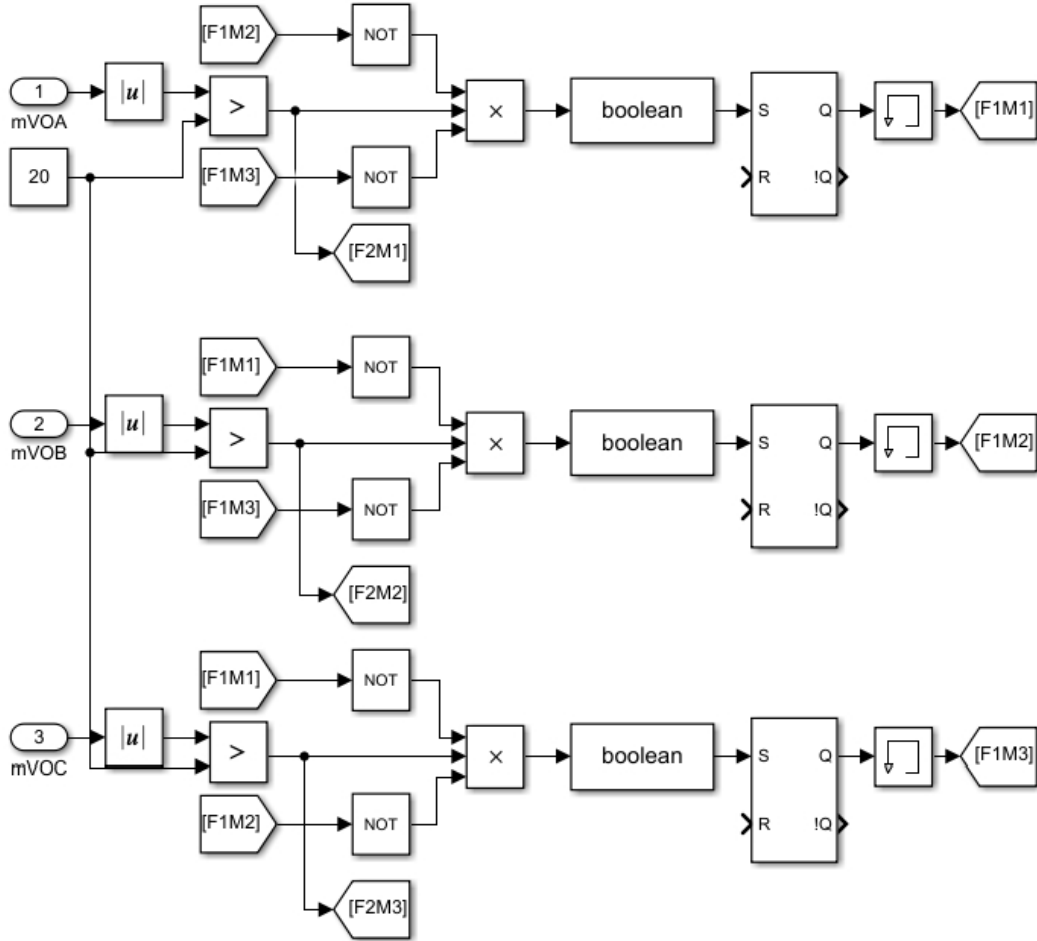 [F1M2]
NOT
1
|u|
>
×
boolean
S
Q
[F1M1]
mVOA
20
[F1M3]
NOT
R
!Q
[F2M1]
[F1M1]
NOT
2
|u|
>
×
boolean
S
Q
[F1M2]
mVOB
[F1M3]
NOT
R
!Q
[F2M2]
[F1M1]
NOT
3
|u|
>
×
boolean
S
Q
[F1M3]
mVOC
[F1M2]
NOT
R
!Q
[F2M3]